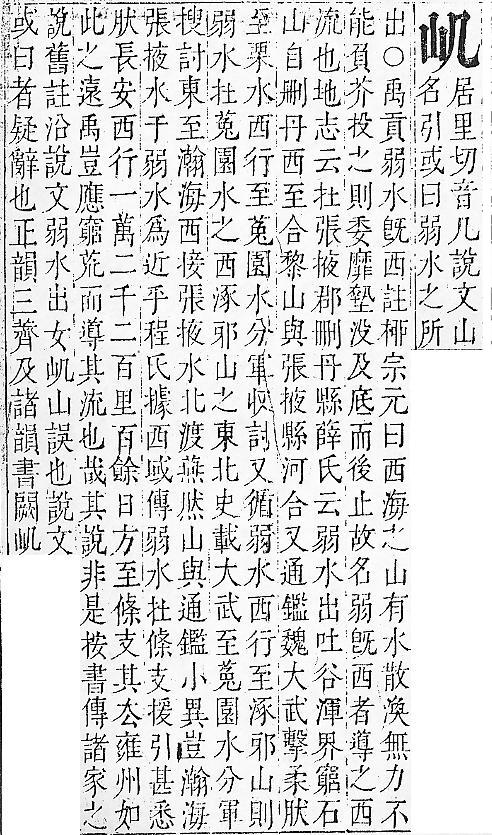 𡴭
居里切音几說文山
名引或曰弱水之所
出○禹貢弱水旣西註桺宗元曰西海之山有水散渙無力不
能負芥投之則委靡墊没及底而後止故名弱旣西者導之西
流也地志云在張掖郡刪丹縣薛氏云弱水出吐谷渾界窮石
山自刪丹西至合黎山與張掖縣河合又通鑑魏大武擊柔然
至栗水西行至菟園水分軍收討又循弱水西行至涿邪山則
弱水在菟園水之西涿邪山之東北史載大武至菟園水分軍
搜討東至瀚海西接張掖水北渡燕然山與通鑑小異豈瀚海
張掖水于弱水爲近乎程氏據西域傳弱水在條支援引甚悉
肰長安西行一萬二千二百里百餘日方至條支其去雍州如
此之遠禹豈應窮荒而導其流也哉其說非是按書傳諸家之
說舊註沿說文弱水出女屼山誤也說文
或曰者疑辭也正韻三薺及諸韻書闕屼